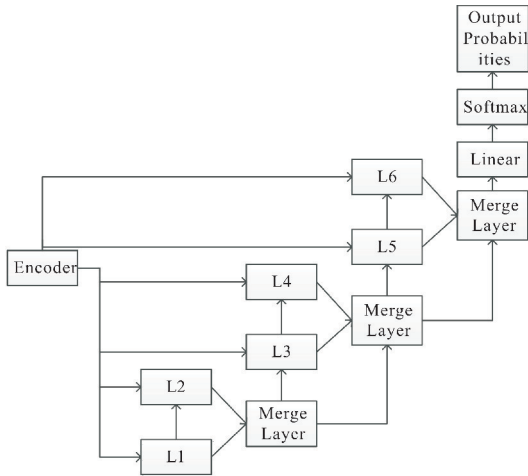 Output
Probabil
ities
Softmax
Linear
L6
Merge
Layer
L5
Encoder
L4
Merge
Layer
L3
L2
Merge
Layer
L1